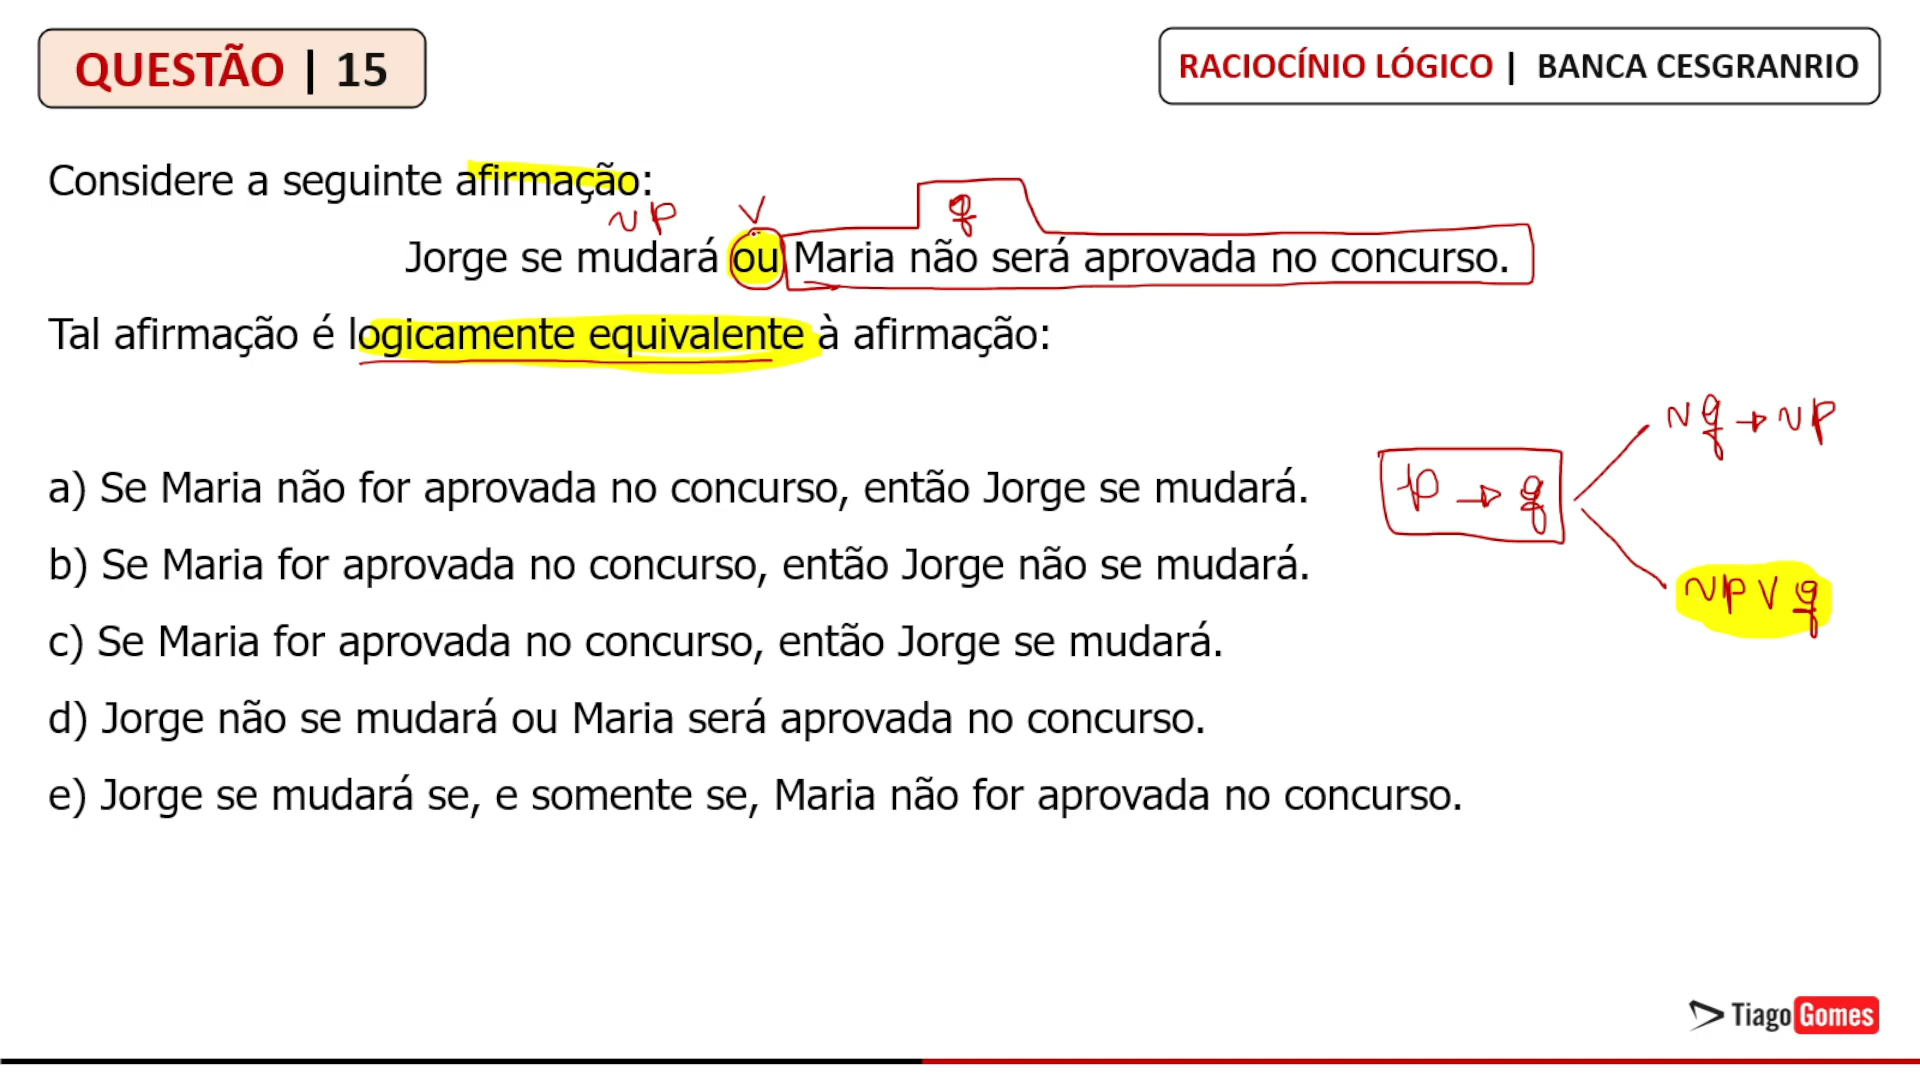 QUESTÃO | 15
RACIOCÍNIO LÓGICO | BANCA CESGRANRIO
Considere a seguinte afirmação:
~p v q
Jorge se mudará ou Maria não será aprovada no concurso.
Tal afirmação é logicamente equivalente à afirmação:
~q → ~p
a) Se Maria não for aprovada no concurso, então Jorge se mudará.
p → q
b) Se Maria for aprovada no concurso, então Jorge não se mudará.
~p v q
c) Se Maria for aprovada no concurso, então Jorge se mudará.
d) Jorge não se mudará ou Maria será aprovada no concurso.
e) Jorge se mudará se, e somente se, Maria não for aprovada no concurso.
Tiago Gomes